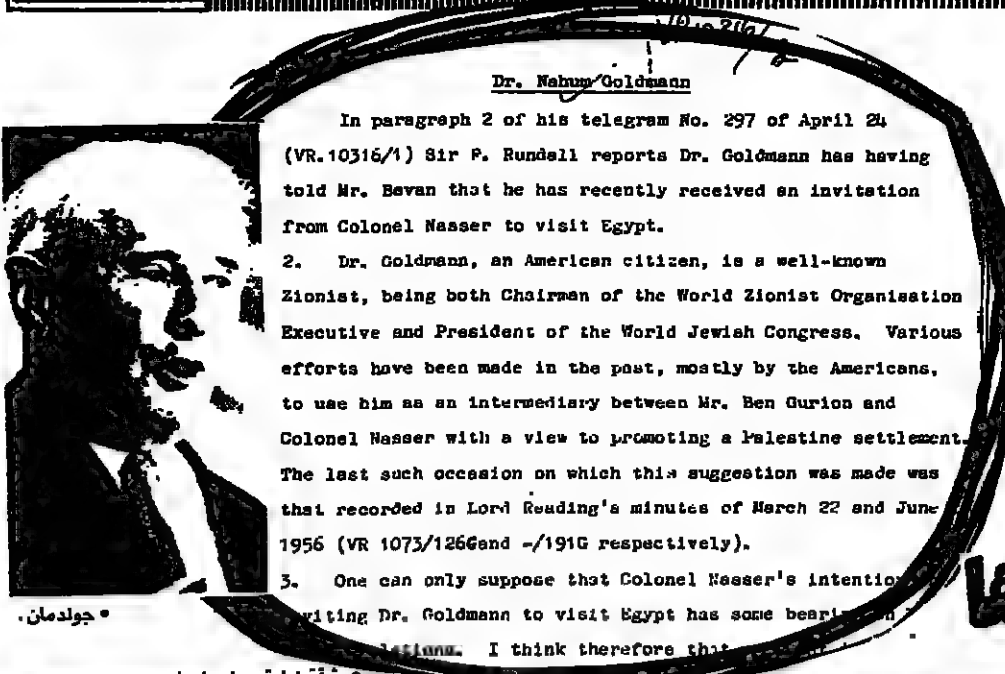 Dr. Nahum Goldmann
In paragraph 2 of his telegram No. 297 of April 24
(VR.10316/1) Sir P. Rundall reports Dr. Goldmann has having
told Mr. Bevan that he has recently received an invitation
from Colonel Nasser to visit Egypt.
2. Dr. Goldmann, an American citizen, is a well-known
Zionist, being both Chairman of the World Zionist Organisation
Executive and President of the World Jewish Congress. Various
efforts have been made in the past, mostly by the Americans,
to use him as an intermediary between Mr. Ben Gurion and
Colonel Nasser with a view to promoting a Palestine settlement.
The last such occasion on which this suggestion was made was
that recorded in Lord Reading's minutes of March 22 and June
1956 (VR 1073/126G and -/191G respectively).
3. One can only suppose that Colonel Nasser's intentio
viting Dr. Goldmann to visit Egypt has some bear
I think therefore that
• جولدمان.